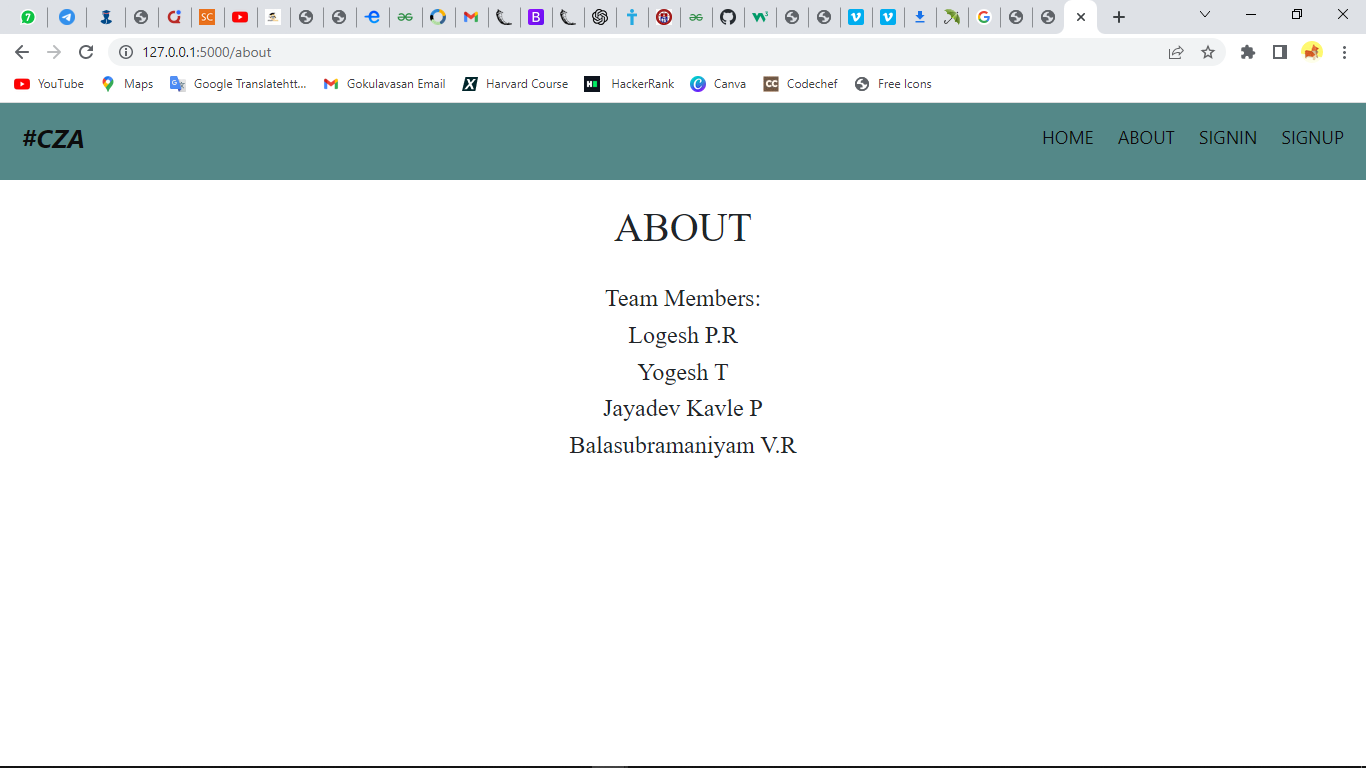 SC
B
127.0.0.1:5000/about
YouTube Maps Google Translatehtt... Gokulavasan Email Harvard Course HackerRank Canva Codechef Free Icons
#CZA HOME ABOUT SIGNIN SIGNUP
ABOUT
Team Members:
Logesh P.R
Yogesh T
Jayadev Kavle P
Balasubramaniyam V.R